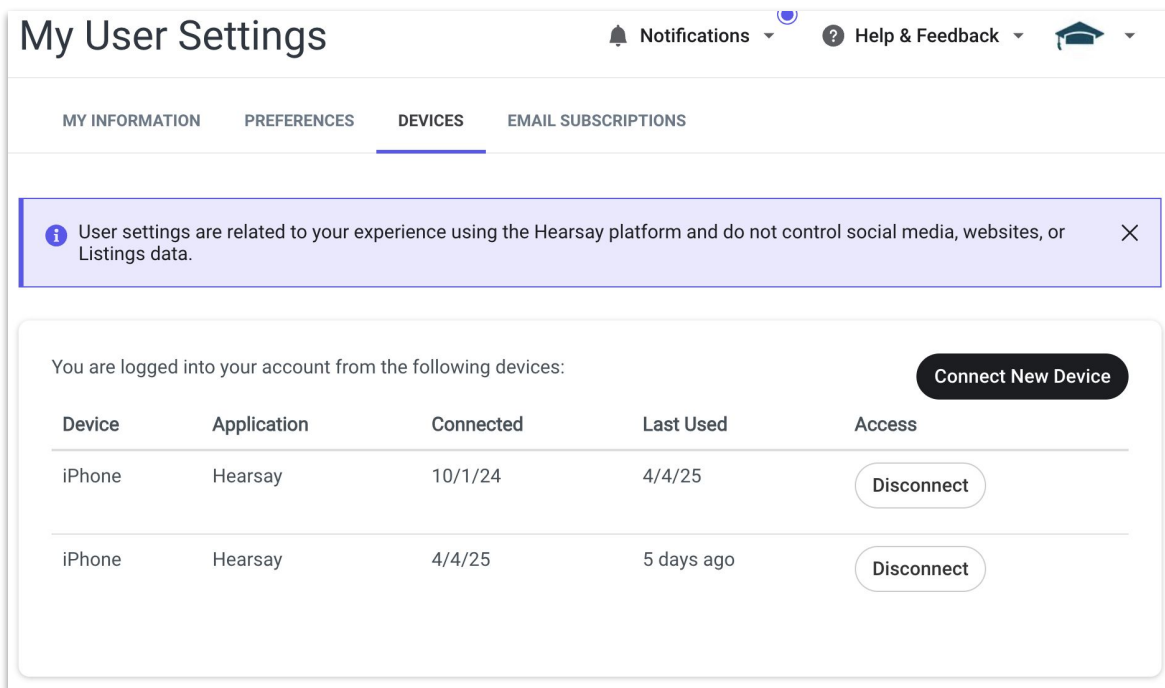 My User Settings
Notifications
Help & Feedback
MY INFORMATION PREFERENCES DEVICES EMAIL SUBSCRIPTIONS
User settings are related to your experience using the Hearsay platform and do not control social media, websites, or
Listings data.
You are logged into your account from the following devices:
Connect New Device
Device Application Connected Last Used Access
iPhone Hearsay 10/1/24 4/4/25 Disconnect
iPhone Hearsay 4/4/25 5 days ago Disconnect